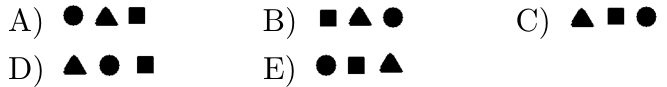 A) ●▲■ B) ■▲● C) ▲■●
D) ▲●■ E) ●■▲